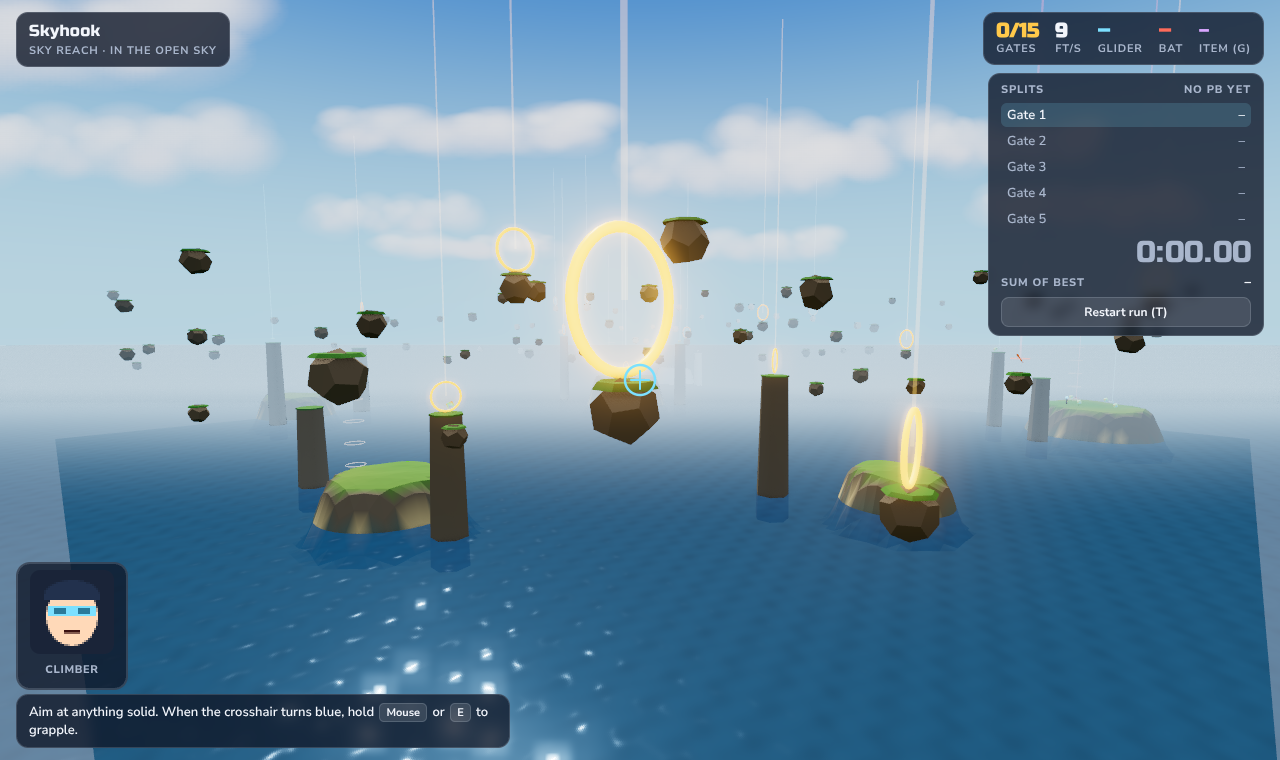 Skyhook
SKY REACH · IN THE OPEN SKY
0/15 GATES
9 FT/S
– GLIDER
– BAT
– ITEM (G)
SPLITS NO PB YET
Gate 1 –
Gate 2 –
Gate 3 –
Gate 4 –
Gate 5 –
0:00.00
SUM OF BEST –
Restart run (T)
CLIMBER
Aim at anything solid. When the crosshair turns blue, hold Mouse or E to
grapple.